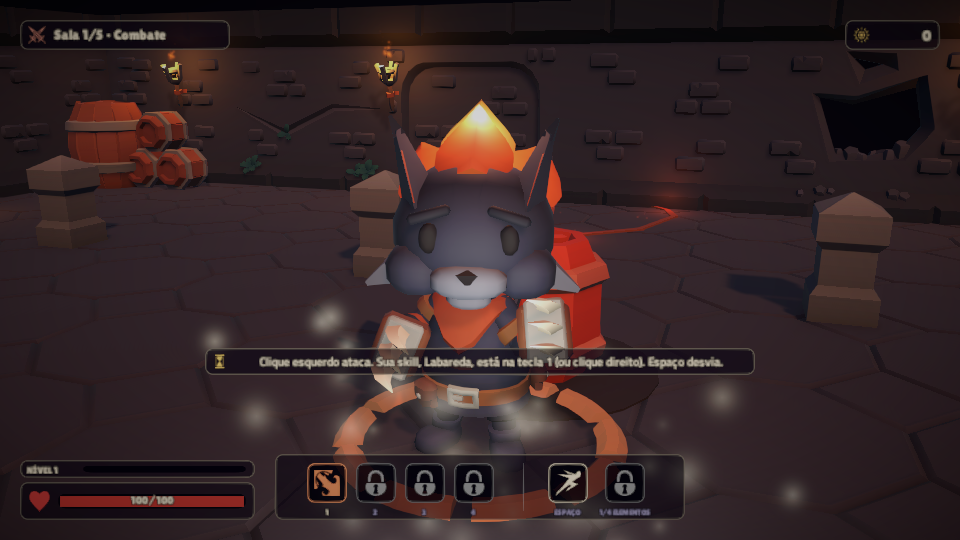 Sala 1/5 - Combate
0
Clique esquerdo ataca. Sua skill, Labareda, está na tecla 1 (ou clique direito). Espaço desvia.
NÍVEL 1
100/100
1
2
3
4
ESPAÇO
1/4 ELEMENTOS